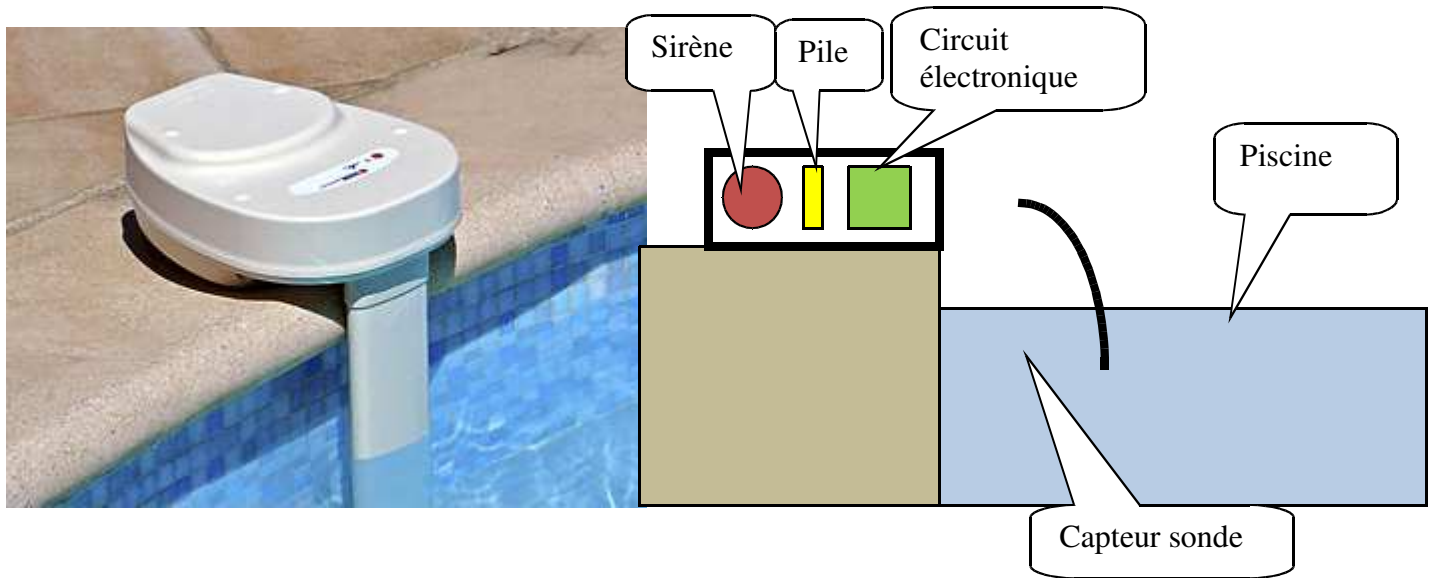 Sirène
Pile
Circuit
électronique
Piscine
Capteur sonde